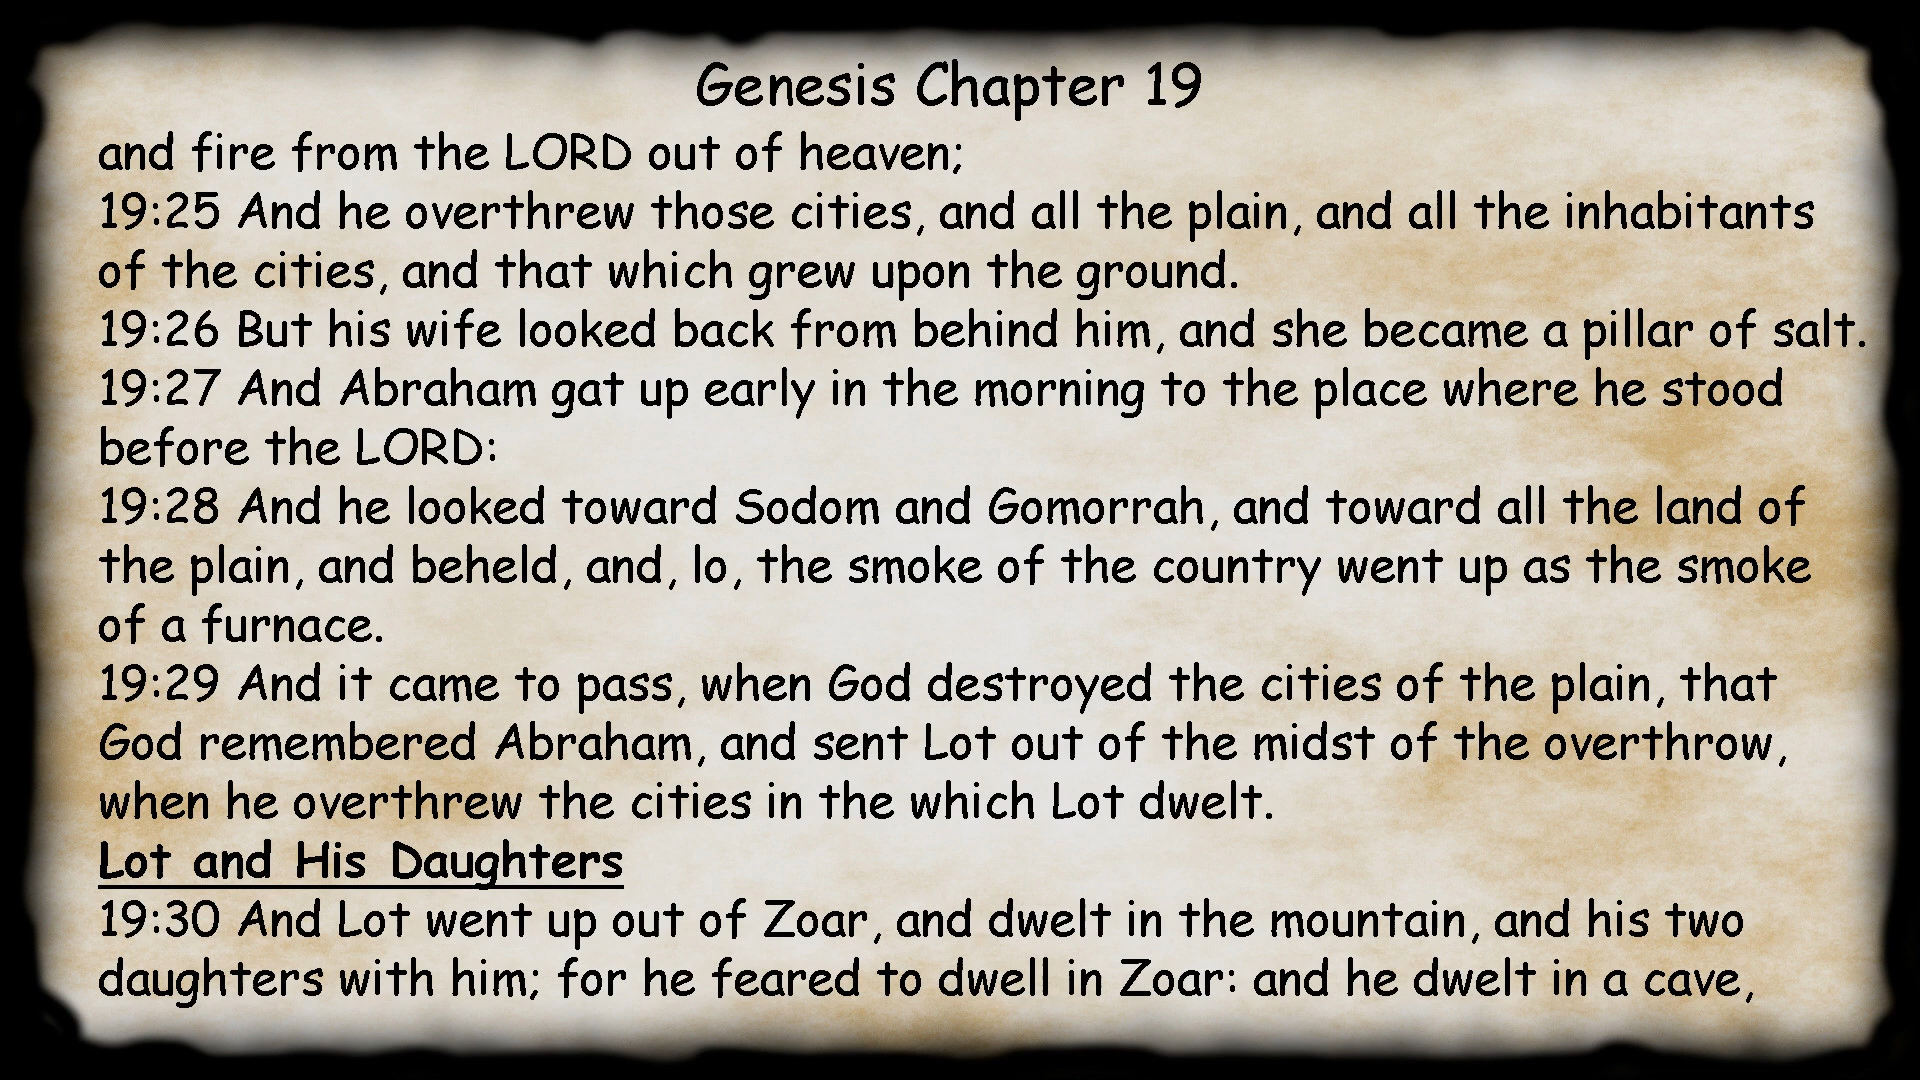 Genesis Chapter 19
and fire from the LORD out of heaven;
19:25 And he overthrew those cities, and all the plain, and all the inhabitants
of the cities, and that which grew upon the ground.
19:26 But his wife looked back from behind him, and she became a pillar of salt.
19:27 And Abraham gat up early in the morning to the place where he stood
before the LORD:
19:28 And he looked toward Sodom and Gomorrah, and toward all the land of
the plain, and beheld, and, lo, the smoke of the country went up as the smoke
of a furnace.
19:29 And it came to pass, when God destroyed the cities of the plain, that
God remembered Abraham, and sent Lot out of the midst of the overthrow,
when he overthrew the cities in the which Lot dwelt.
Lot and His Daughters
19:30 And Lot went up out of Zoar, and dwelt in the mountain, and his two
daughters with him; for he feared to dwell in Zoar: and he dwelt in a cave,